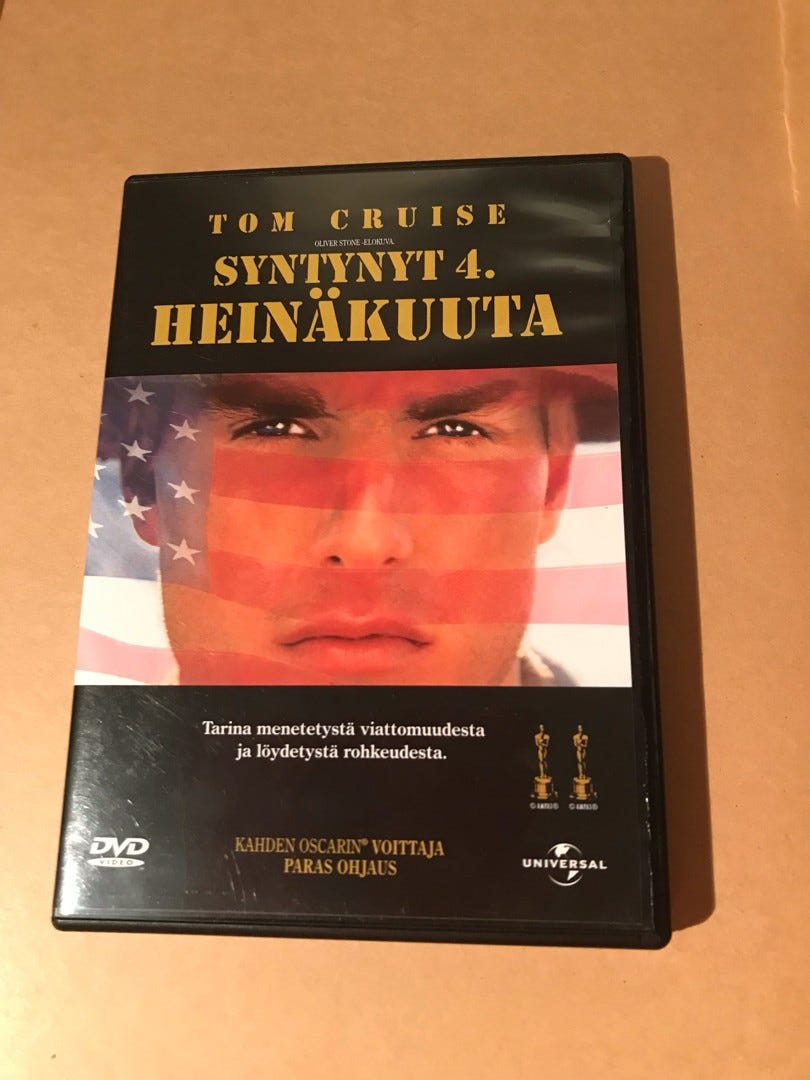 TOM CRUISE
OLIVER STONE -ELOKUVA.
SYNTYNYT 4.
HEINÄKUUTA
Tarina menetetystä viattomuudesta
ja löydetystä rohkeudesta.
KAHDEN OSCARIN® VOITTAJA
PARAS OHJAUS
DVD
VIDEO
UNIVERSAL